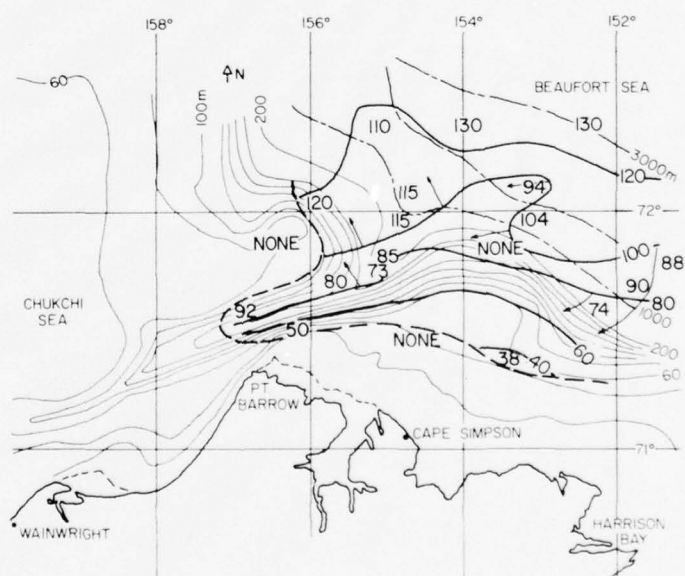 158°
156°
154°
152°
60
N
100E
200
BEAUFORT SEA
110
130
130
3000m
120
94
115
120
115
104
72°
NONE
NONE
100
88
85
73
80
90
80
CHUKCHI
SEA
92
74
1000
50
NONE
60
200
38
40
60
PT.
BARROW
CAPE SIMPSON
71°
WAINWRIGHT
HARRISON
BAY